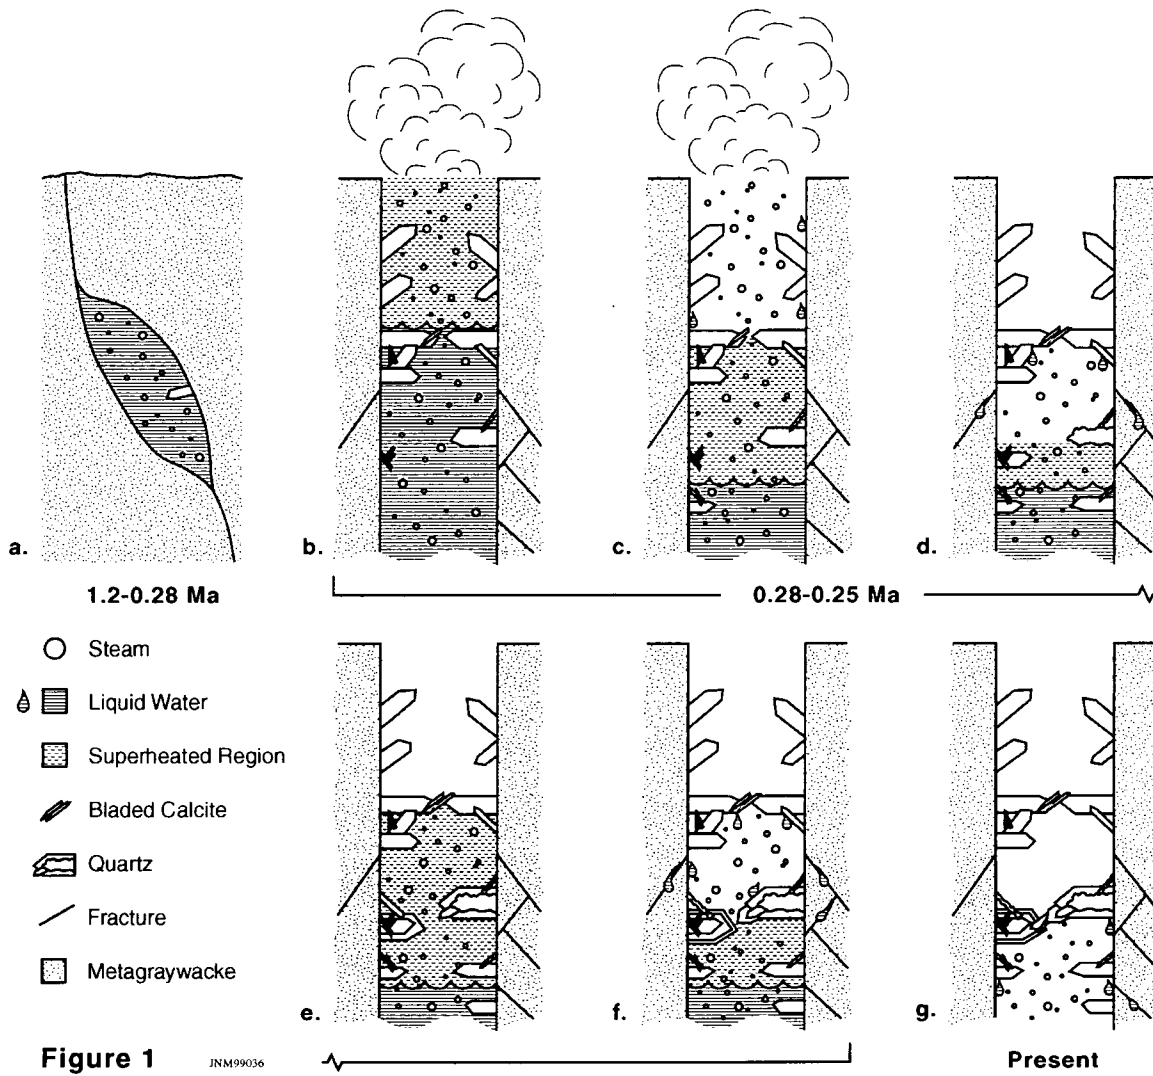 a.
b.
c.
d.
1.2-0.28 Ma
0.28-0.25 Ma
Steam
Liquid Water
Superheated Region
Bladed Calcite
Quartz
Fracture
Metagraywacke
e.
f.
g.
Figure 1
JNM99036
Present